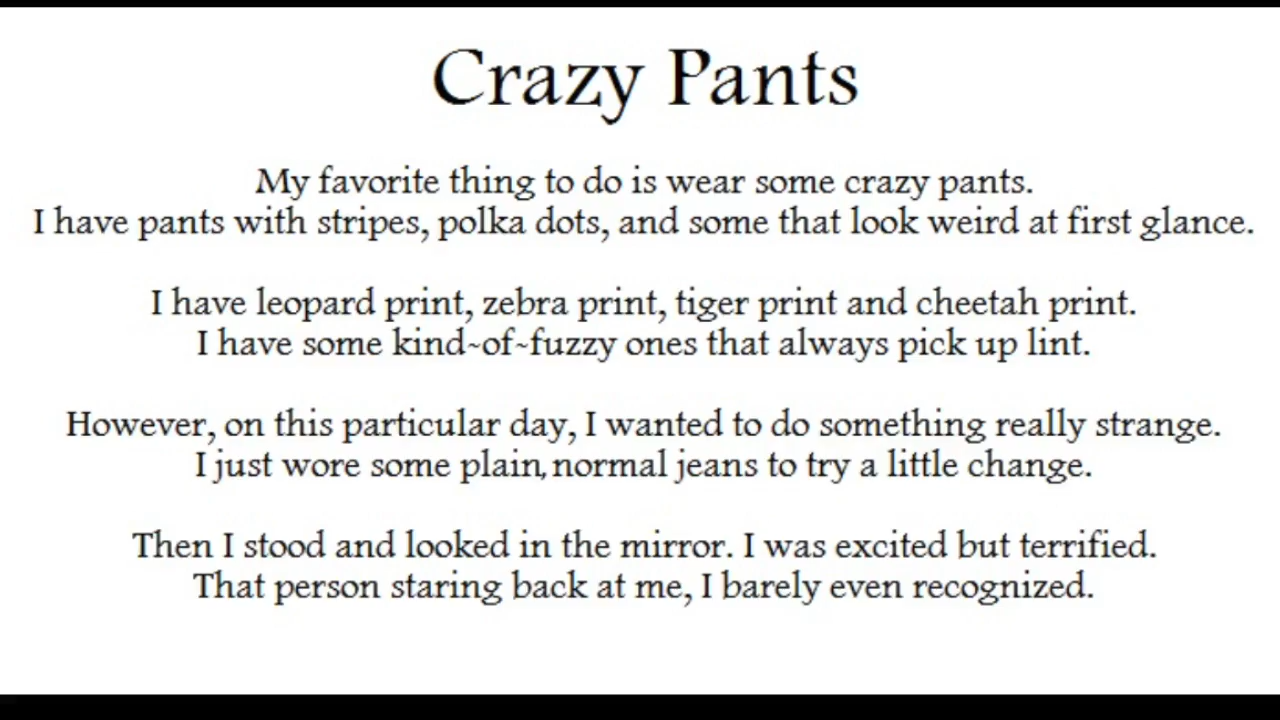 Crazy Pants
My favorite thing to do is wear some crazy pants.
I have pants with stripes, polka dots, and some that look weird at first glance.
I have leopard print, zebra print, tiger print and cheetah print.
I have some kind~of~fuzzy ones that always pick up lint.
However, on this particular day, I wanted to do something really strange.
I just wore some plain, normal jeans to try a little change.
Then I stood and looked in the mirror. I was excited but terrified.
That person staring back at me, I barely even recognized.